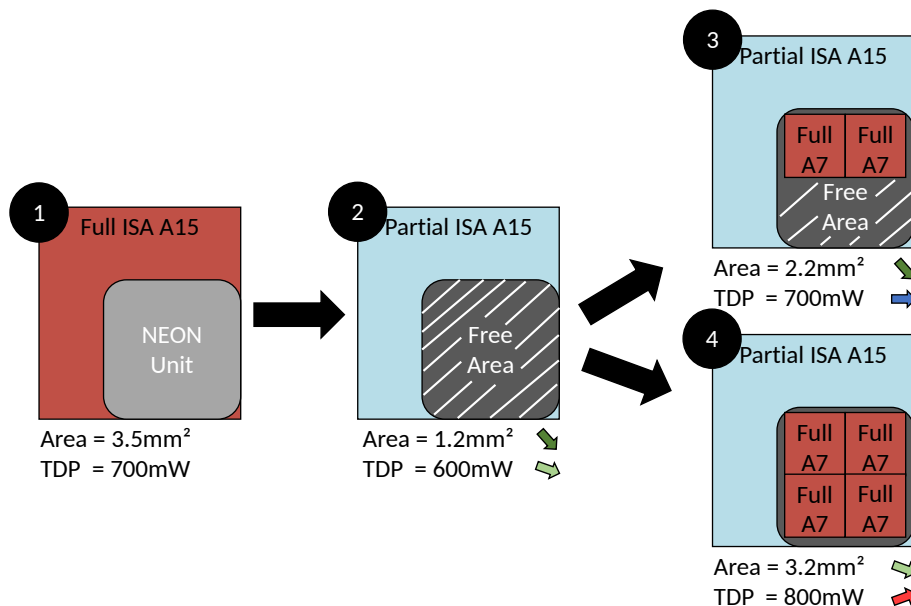 1
Full ISA A15
NEON
Unit
Area = 3.5mm²
TDP = 700mW
2
Partial ISA A15
Free
Area
Area = 1.2mm²
TDP = 600mW
3
Partial ISA A15
Full Full
A7 A7
Free
Area
Area = 2.2mm²
TDP = 700mW
4
Partial ISA A15
Full Full
A7 A7
Full Full
A7 A7
Area = 3.2mm²
TDP = 800mW